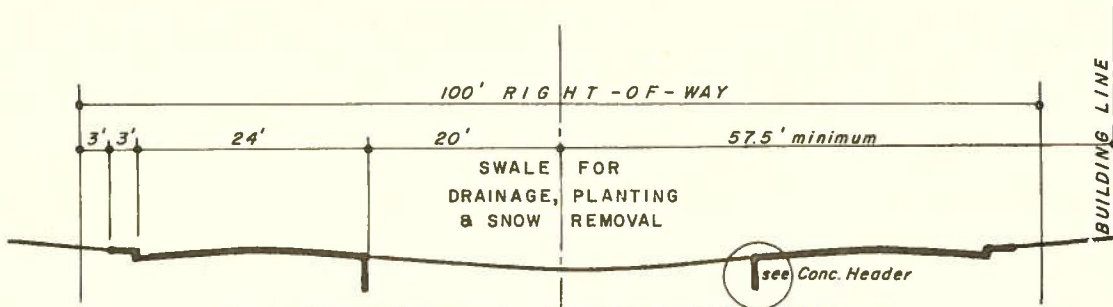 100' RIGHT-OF-WAY
3' 3' 24' 20' 57.5' minimum
SWALE FOR
DRAINAGE, PLANTING
& SNOW REMOVAL
see Conc. Header
BUILDING LINE